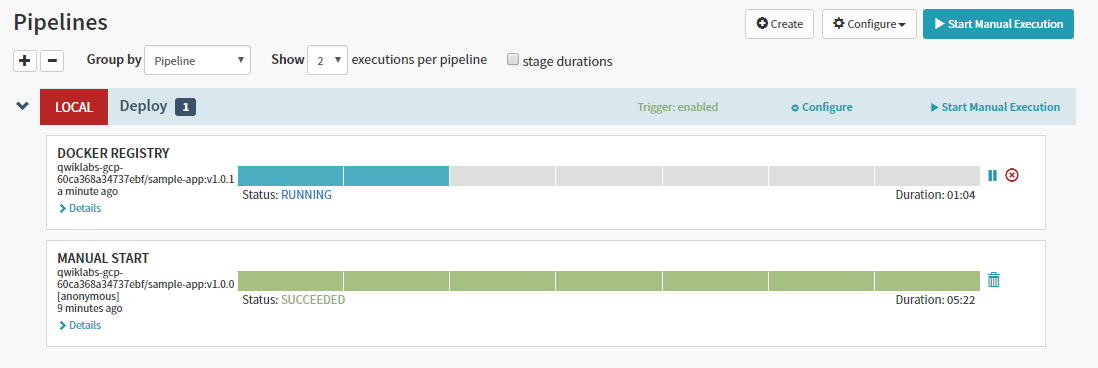 Pipelines
Create
Configure
Start Manual Execution
Group by Pipeline Show 2 executions per pipeline stage durations
LOCAL Deploy 1 Trigger: enabled Configure Start Manual Execution
DOCKER REGISTRY
qwiklabs-gcp-
60ca368a34737ebf/sample-app:v1.0.1
a minute ago
Details
Status: RUNNING Duration: 01:04
MANUAL START
qwiklabs-gcp-
60ca368a34737ebf/sample-app:v1.0.0
[anonymous]
9 minutes ago
Details
Status: SUCCEEDED Duration: 05:22